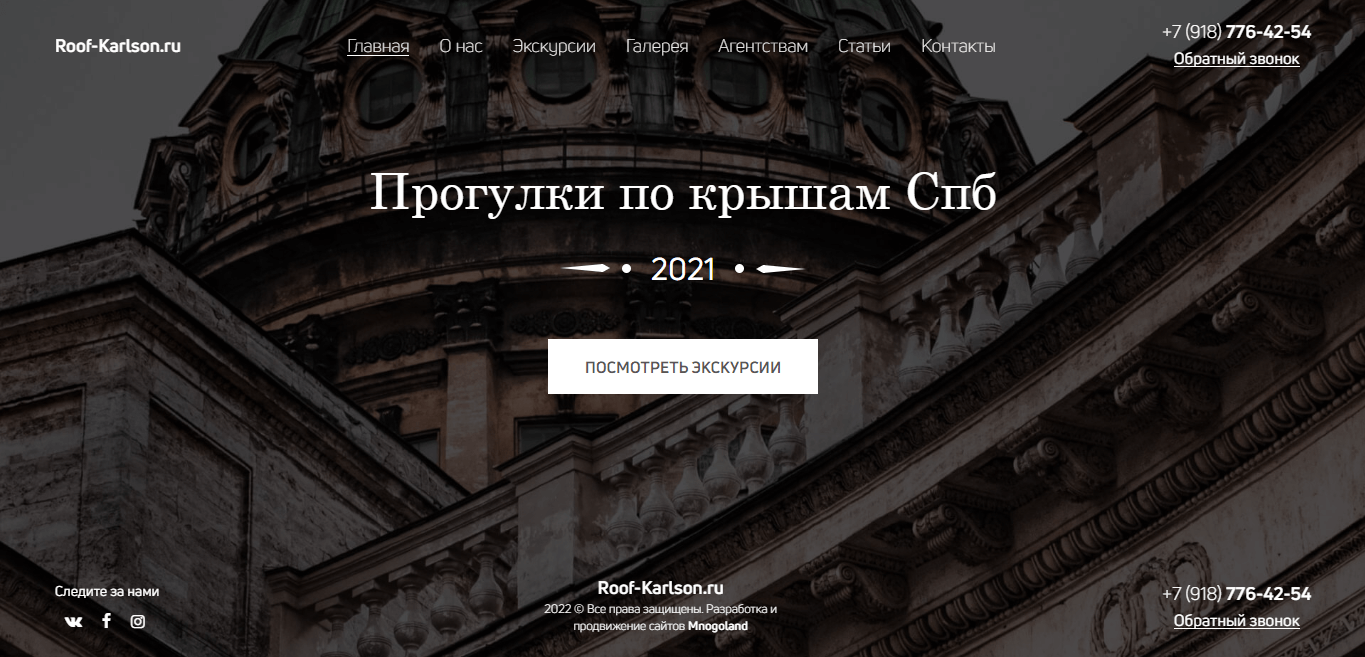 Roof-Karlson.ru
Главная О нас Экскурсии Галерея Агентствам Статьи Контакты
+7 (918) 776-42-54
Обратный звонок
Прогулки по крышам Спб
2021
ПОСМОТРЕТЬ ЭКСКУРСИИ
Следите за нами
Roof-Karlson.ru
2022 © Все права защищены. Разработка и
продвижение сайтов Mnogoland
+7 (918) 776-42-54
Обратный звонок